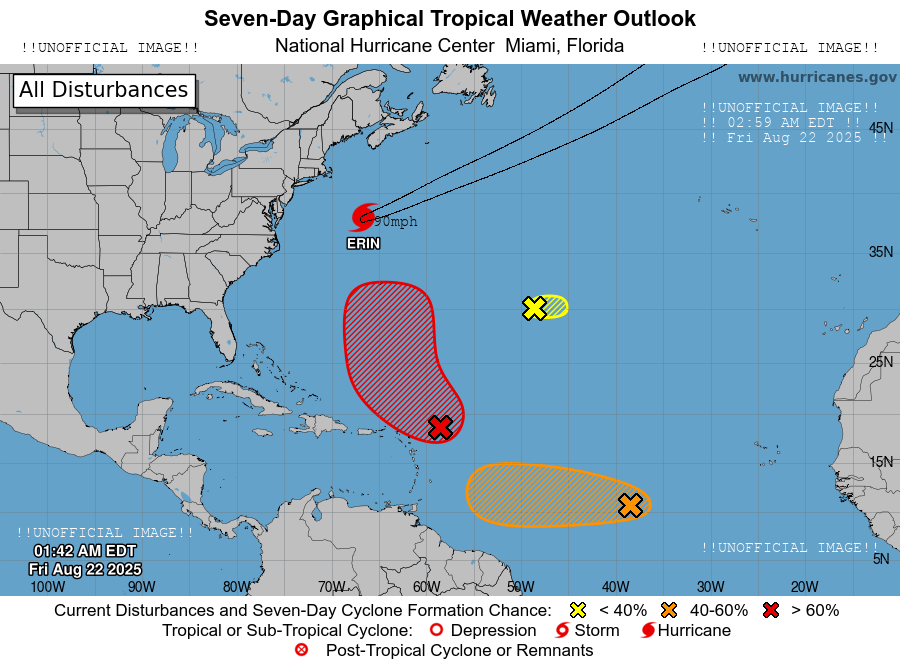 Seven-Day Graphical Tropical Weather Outlook
!!UNOFFICIAL IMAGE!! National Hurricane Center Miami, Florida !!UNOFFICIAL IMAGE!!
All Disturbances
www.hurricanes.gov
!!UNOFFICIAL IMAGE!!
!! 02:59 AM EDT !!
!! Fri Aug 22 2025 !!
45N
90mph
ERIN
35N
25N
15N
!!UNOFFICIAL IMAGE!!
01:42 AM EDT
Fri Aug 22 2025
!!UNOFFICIAL IMAGE!!
5N
100W 90W 80W 70W 60W 50W 40W 30W 20W
Current Disturbances and Seven-Day Cyclone Formation Chance: < 40% 40-60% > 60%
Tropical or Sub-Tropical Cyclone: Depression Storm Hurricane
Post-Tropical Cyclone or Remnants